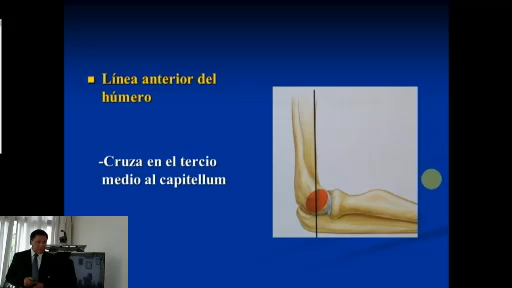 Línea anterior del
húmero
-Cruza en el tercio
medio al capitellum